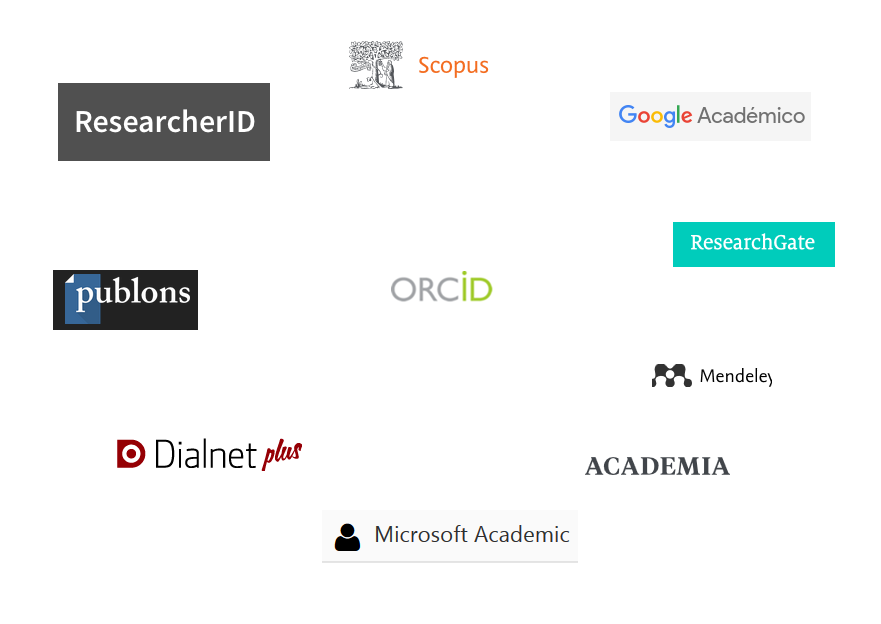 Scopus
ResearcherID
Google Académico
ResearchGate
publons
ORCID
Mendeley
Dialnet plus
ACADEMIA
Microsoft Academic